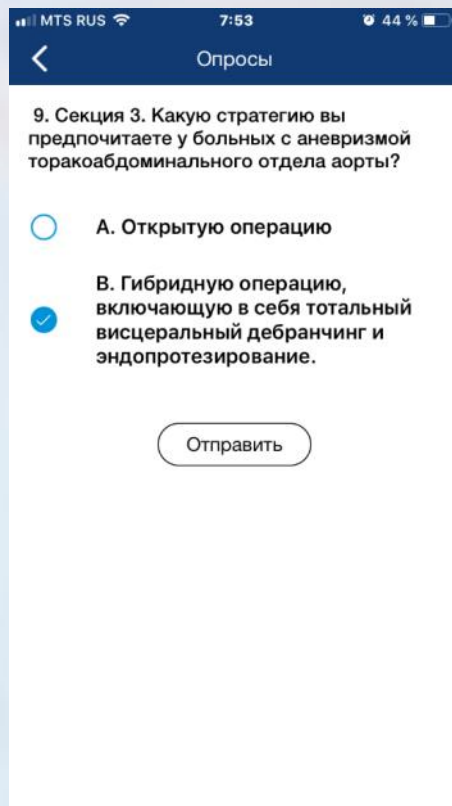 MTS RUS 7:53 44 %
Опросы
9. Секция 3. Какую стратегию вы
предпочитаете у больных с аневризмой
торакоабдоминального отдела аорты?
А. Открытую операцию
В. Гибридную операцию,
включающую в себя тотальный
висцеральный дебранчинг и
эндопротезирование.
Отправить